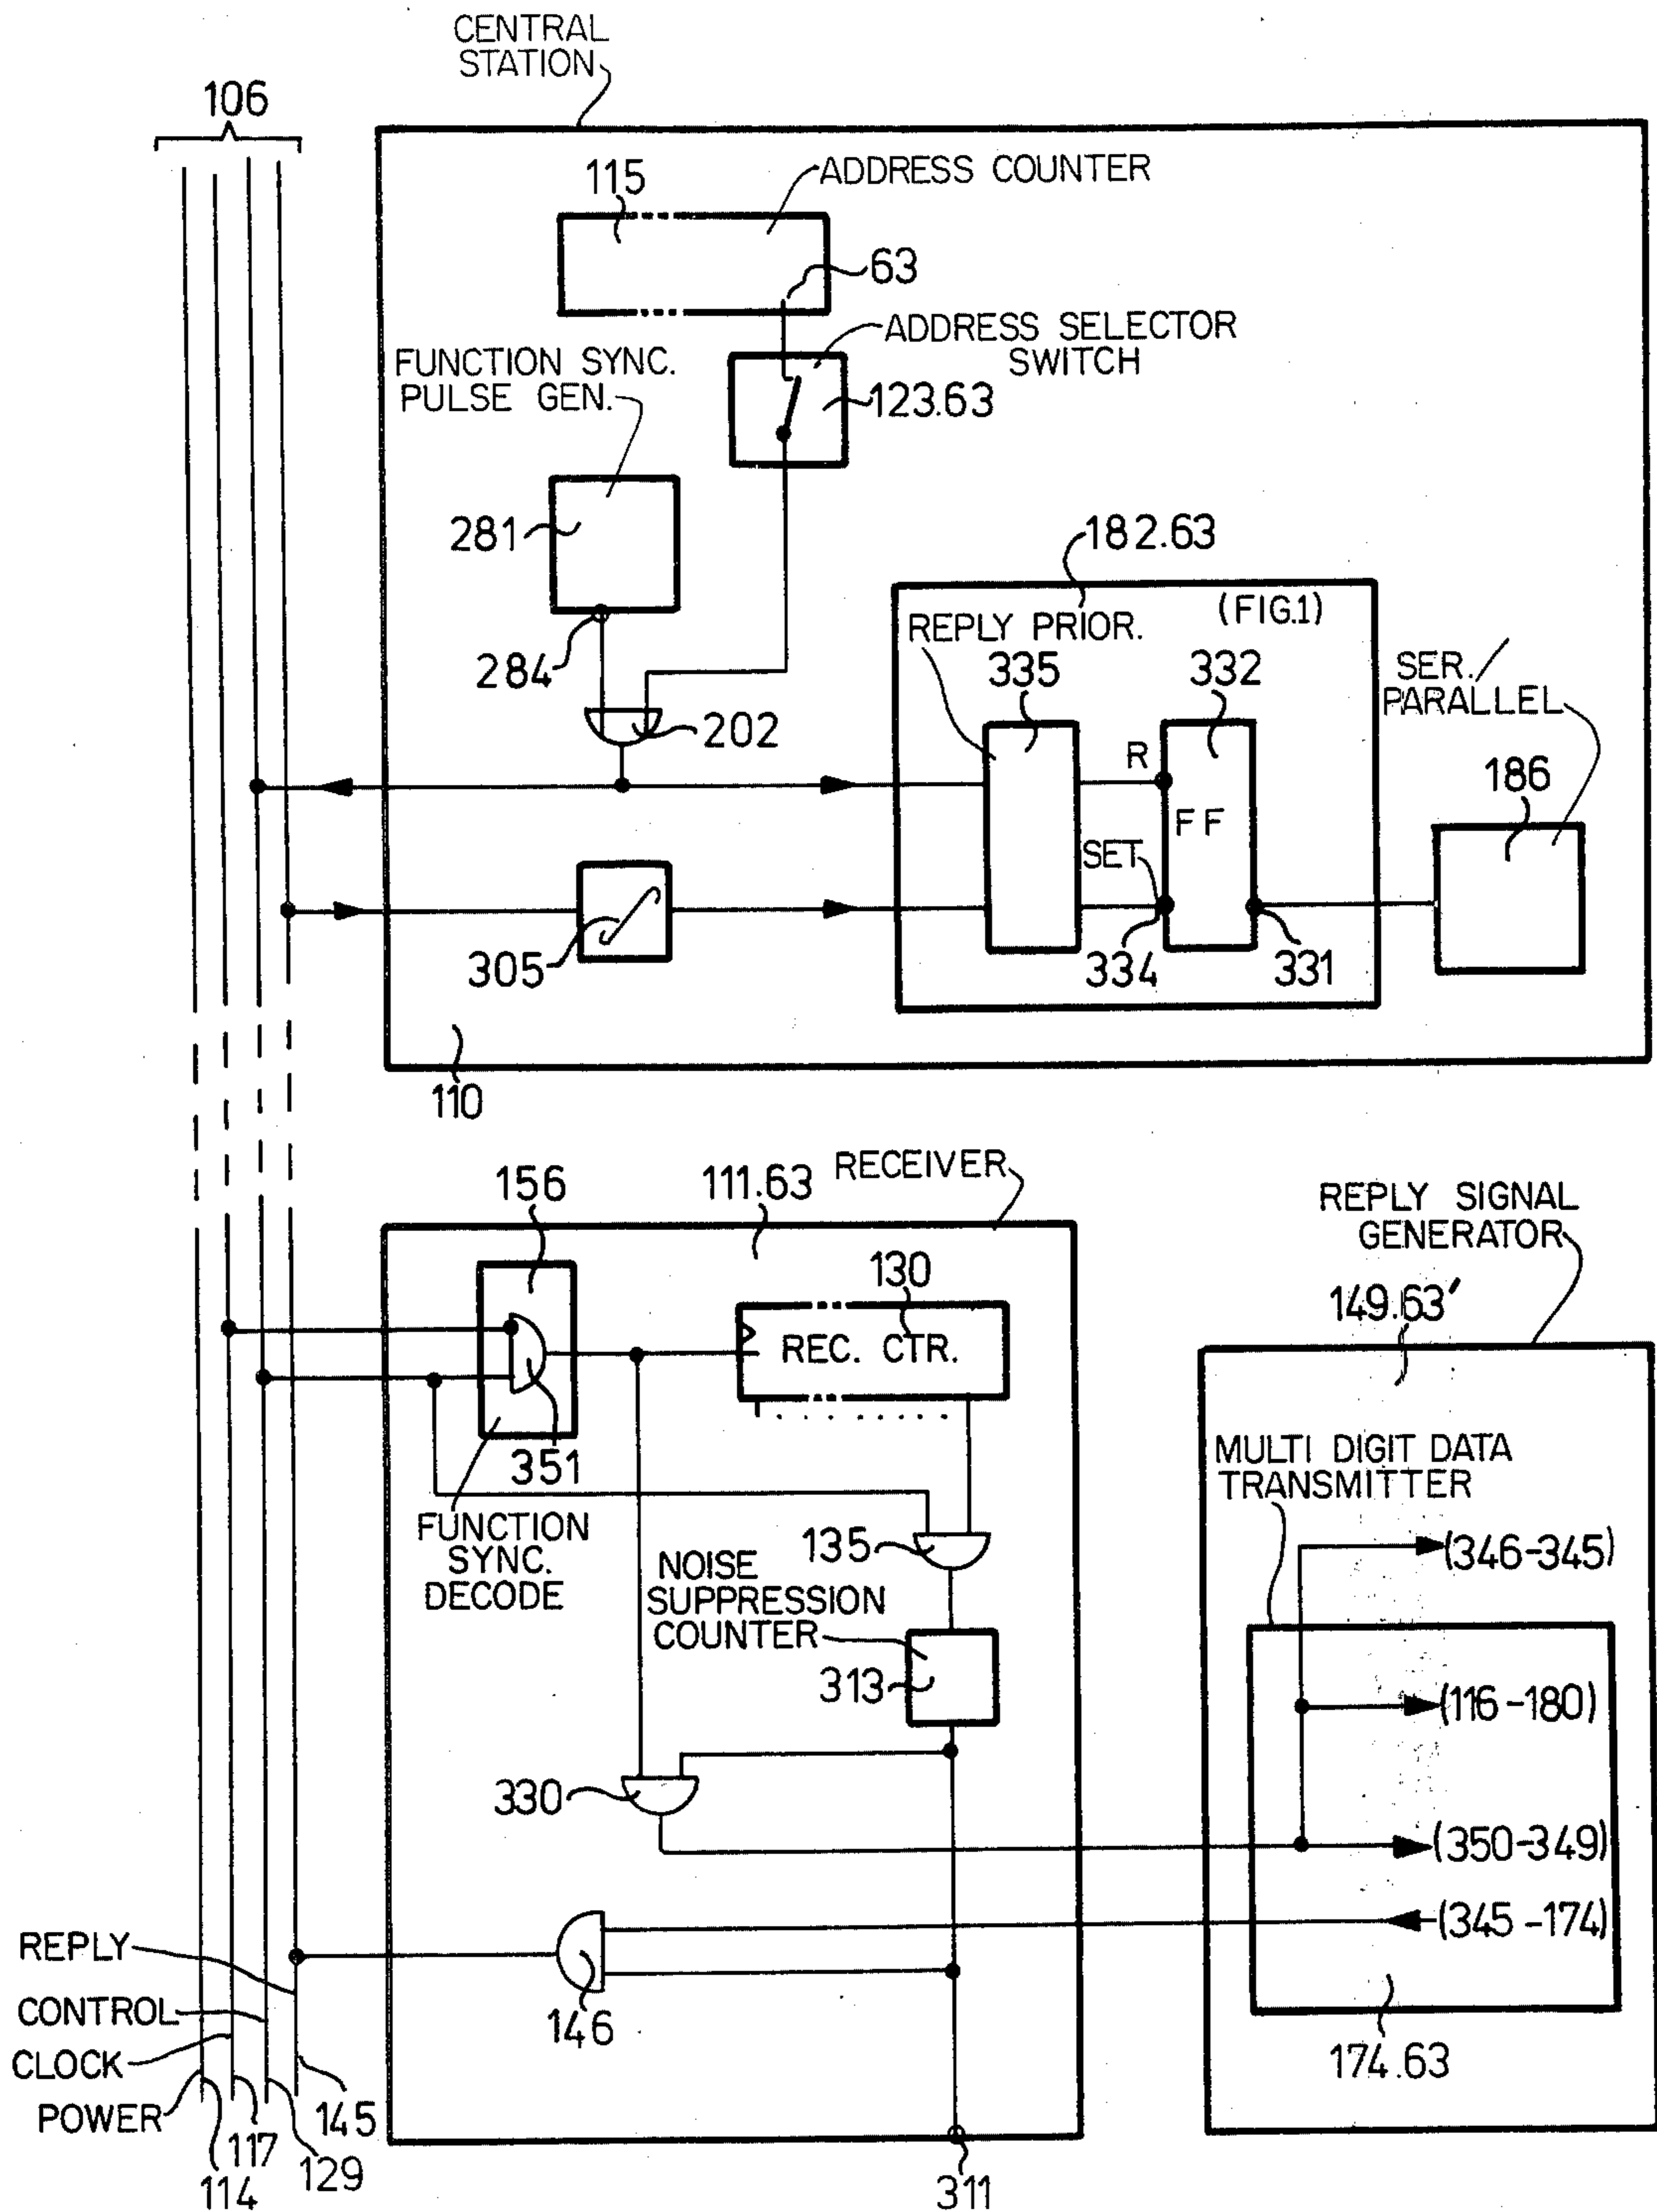 CENTRAL
STATION
106
115
ADDRESS COUNTER
63
ADDRESS SELECTOR
SWITCH
FUNCTION SYNC.
PULSE GEN.
123.63
281
284
202
182.63
(FIG.1)
REPLY PRIOR.
335
332
SER./
PARALLEL
R
FF
SET
186
305
334
331
110
156
111.63
RECEIVER
REPLY SIGNAL
GENERATOR
130
149.63'
REC. CTR.
351
MULTI DIGIT DATA
TRANSMITTER
FUNCTION
SYNC.
DECODE
135
(346-345)
NOISE
SUPPRESSION
COUNTER
313
(116-180)
330
(350-349)
(345-174)
REPLY
CONTROL
146
174.63
CLOCK
POWER
145
117
129
114
311